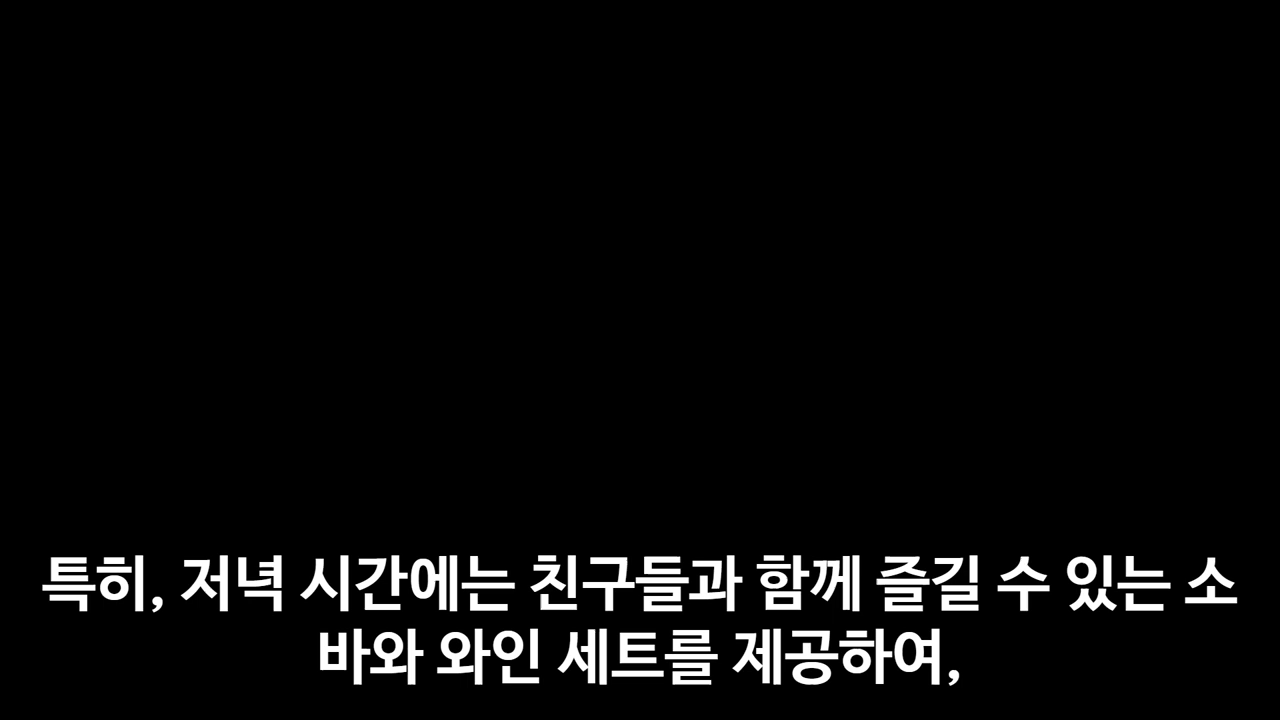 특히, 저녁 시간에는 친구들과 함께 즐길 수 있는 소
바와 와인 세트를 제공하여,